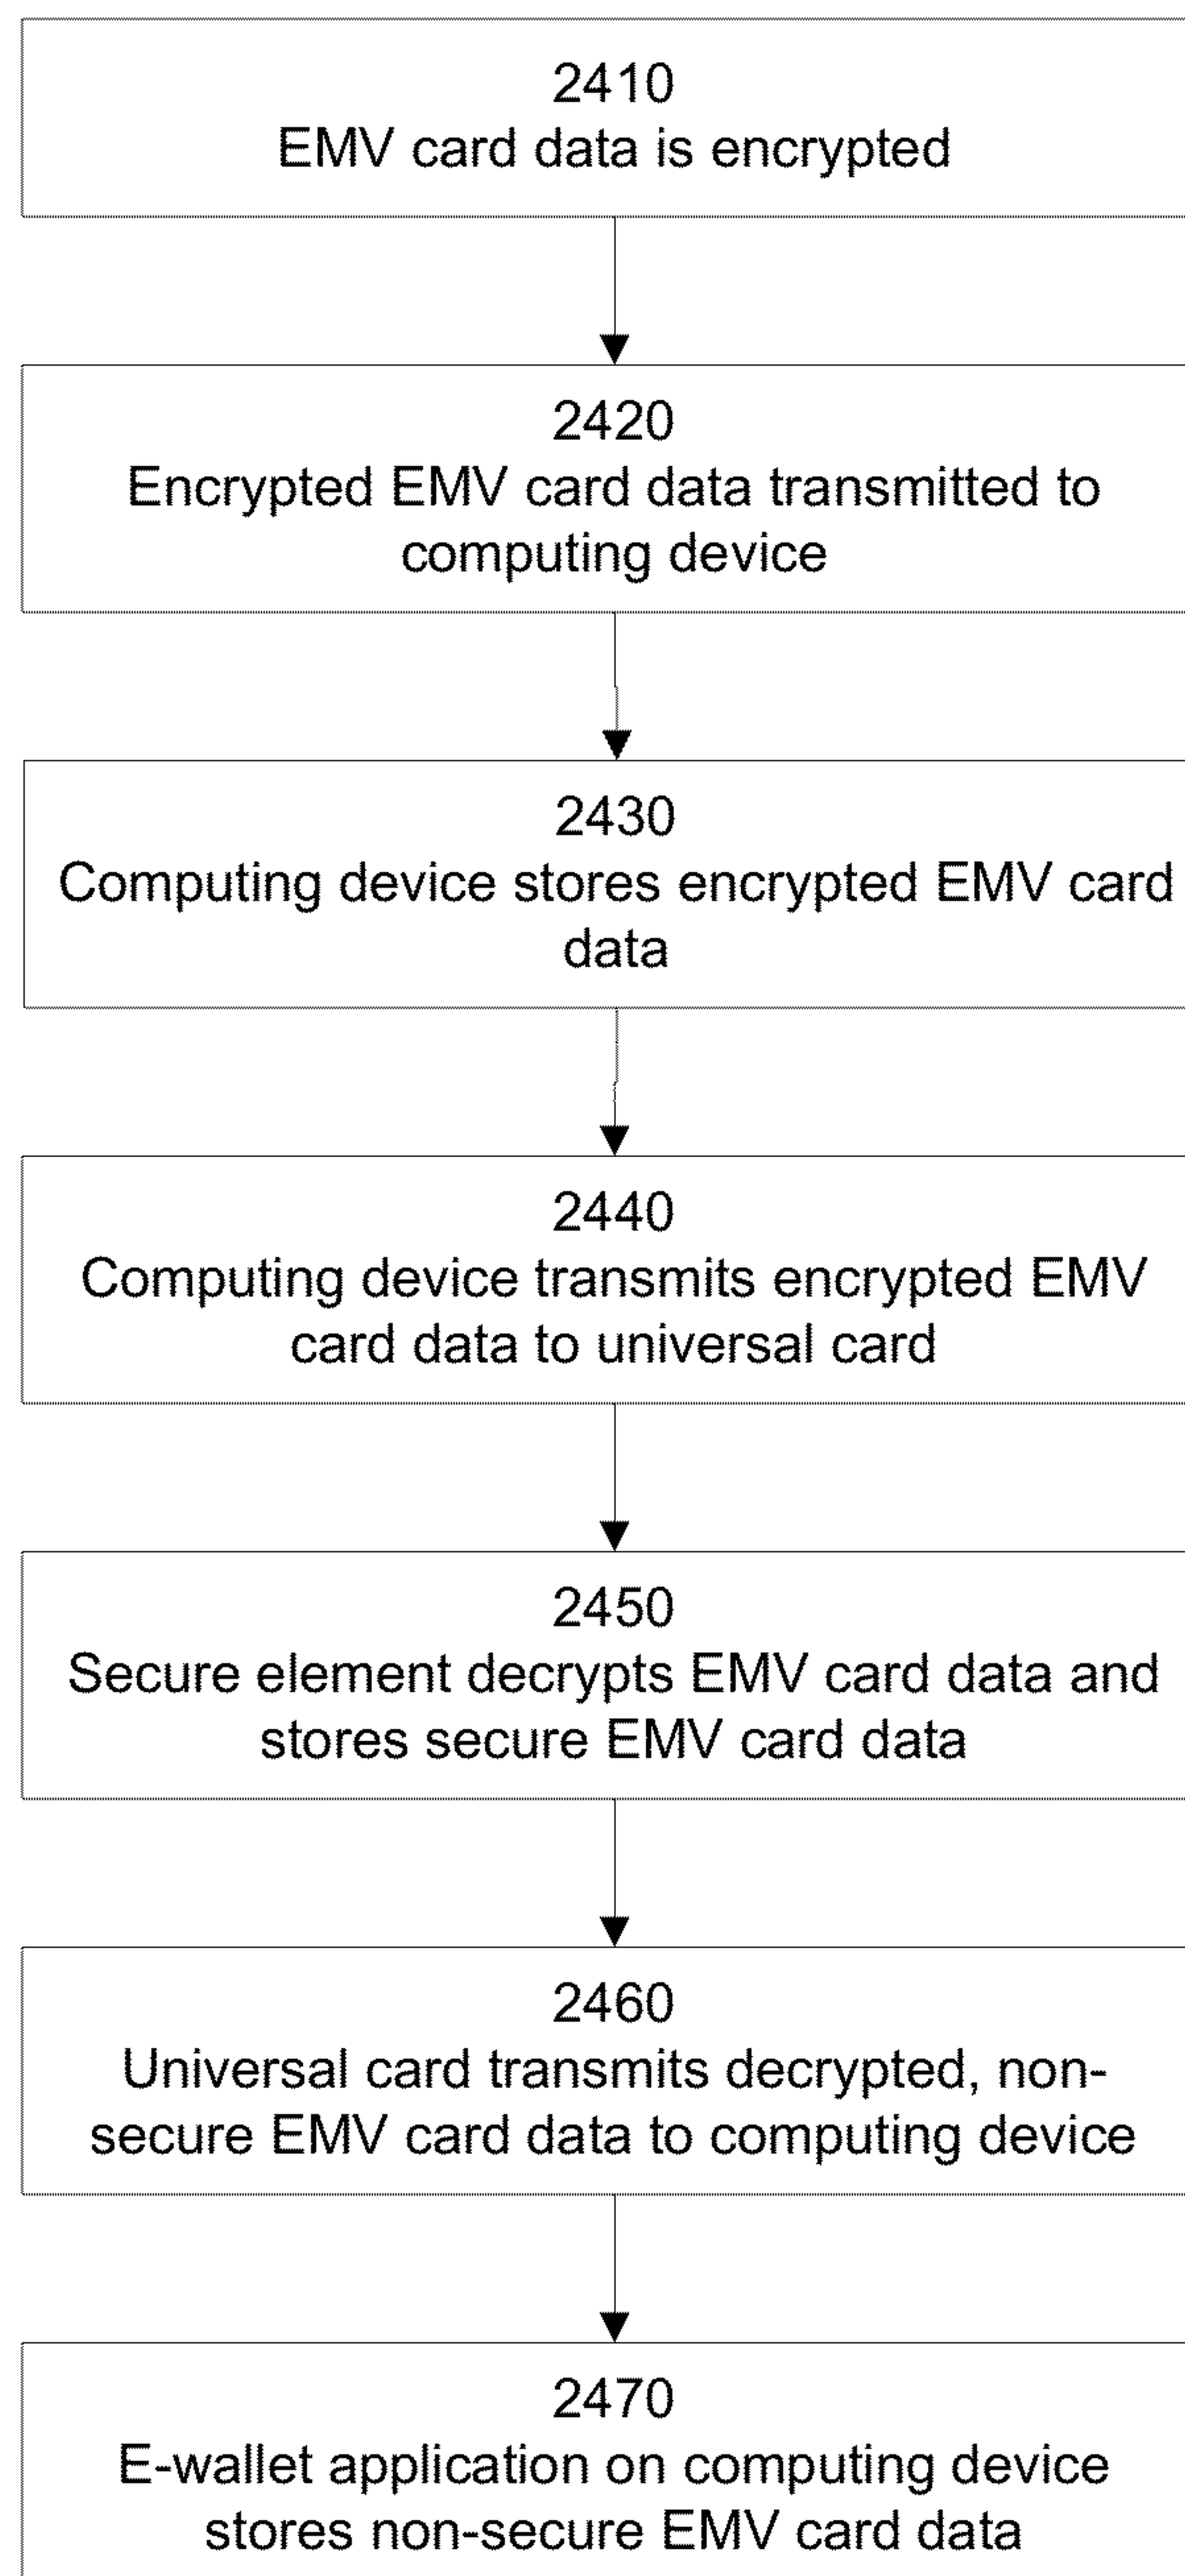 2410
EMV card data is encrypted
2420
Encrypted EMV card data transmitted to
computing device
2430
Computing device stores encrypted EMV card
data
2440
Computing device transmits encrypted EMV
card data to universal card
2450
Secure element decrypts EMV card data and
stores secure EMV card data
2460
Universal card transmits decrypted, non-
secure EMV card data to computing device
2470
E-wallet application on computing device
stores non-secure EMV card data